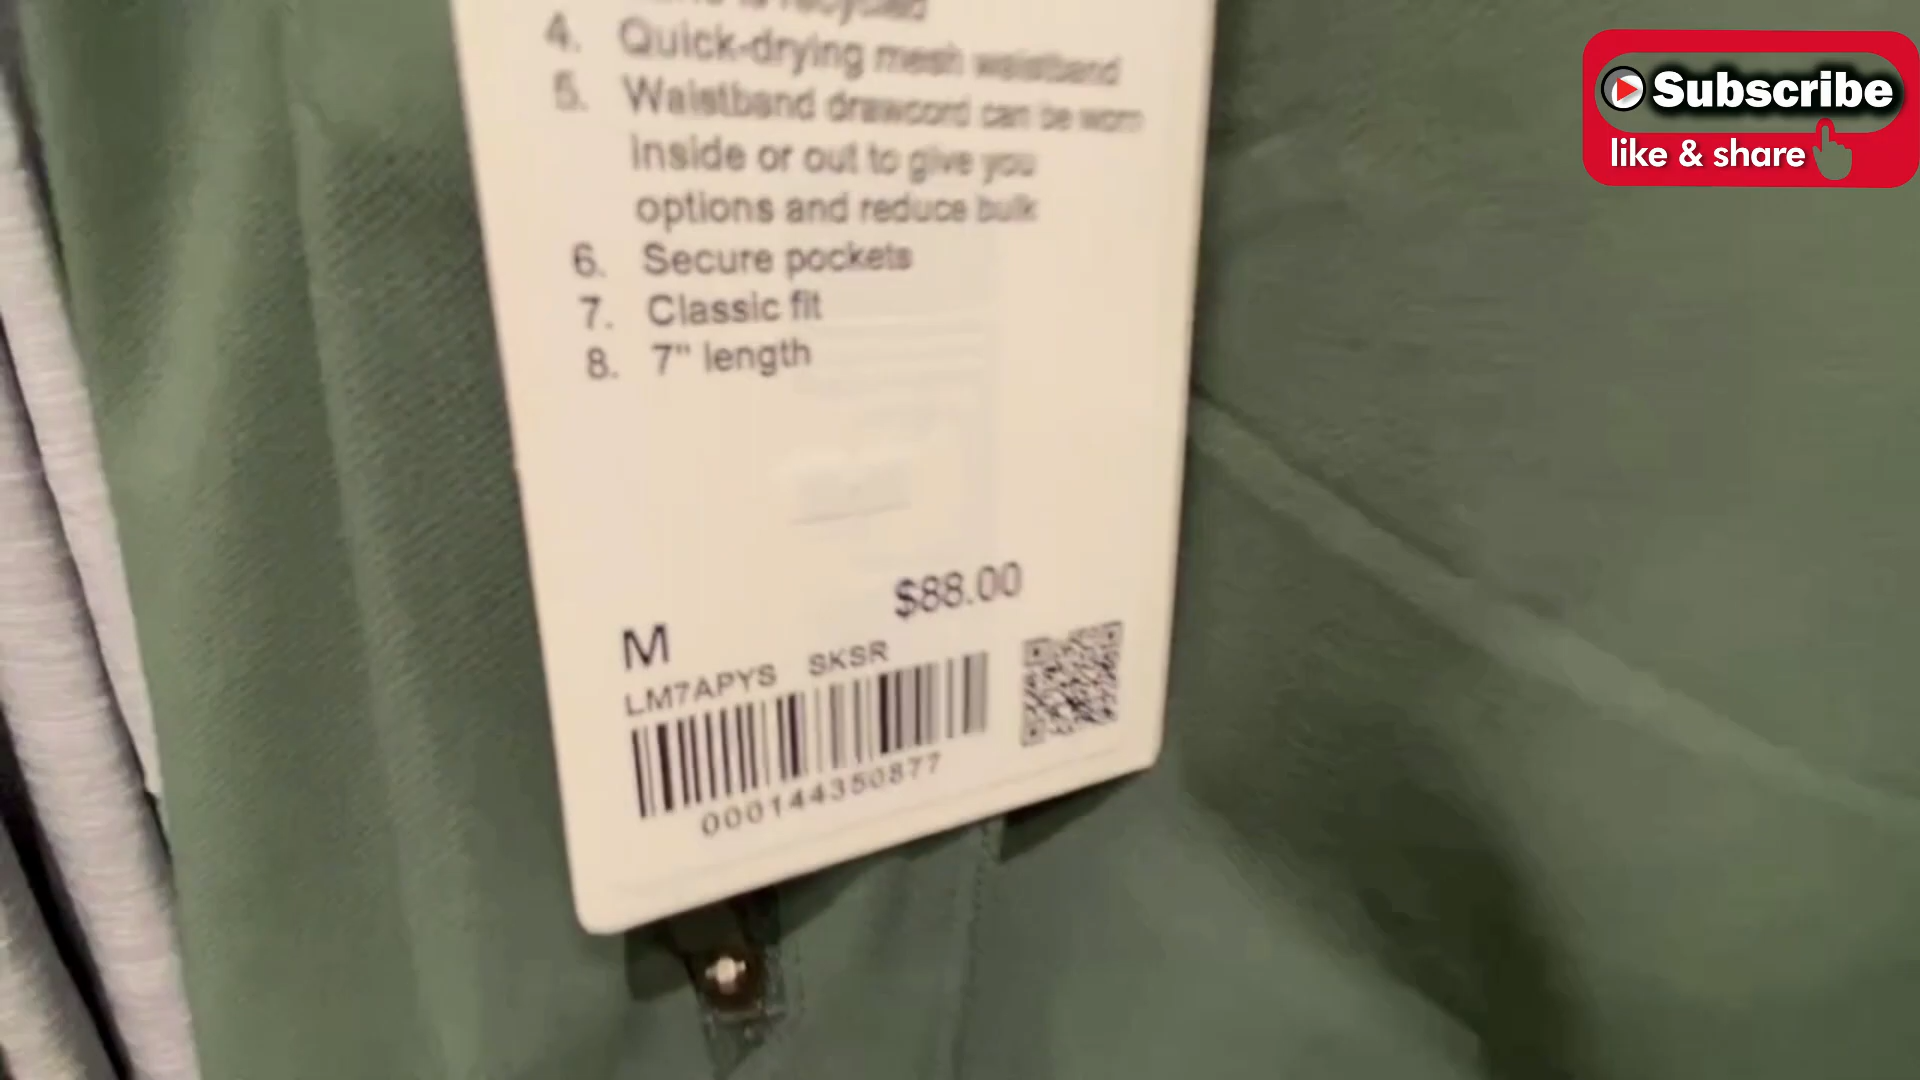 recycled
4. Quick-drying mesh waistband
5. Waistband drawcord can be worn
inside or out to give you
options and reduce bulk
6. Secure pockets
7. Classic fit
8. 7" length
$88.00
M
LM7APYS SKSR
000144350877
Subscribe
like & share